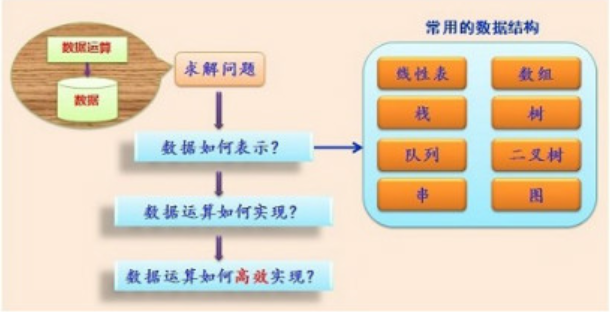 数据运算
数据
求解问题
数据如何表示?
数据运算如何实现?
数据运算如何高效实现?
常用的数据结构
线性表
数组
栈
树
队列
二叉树
串
图